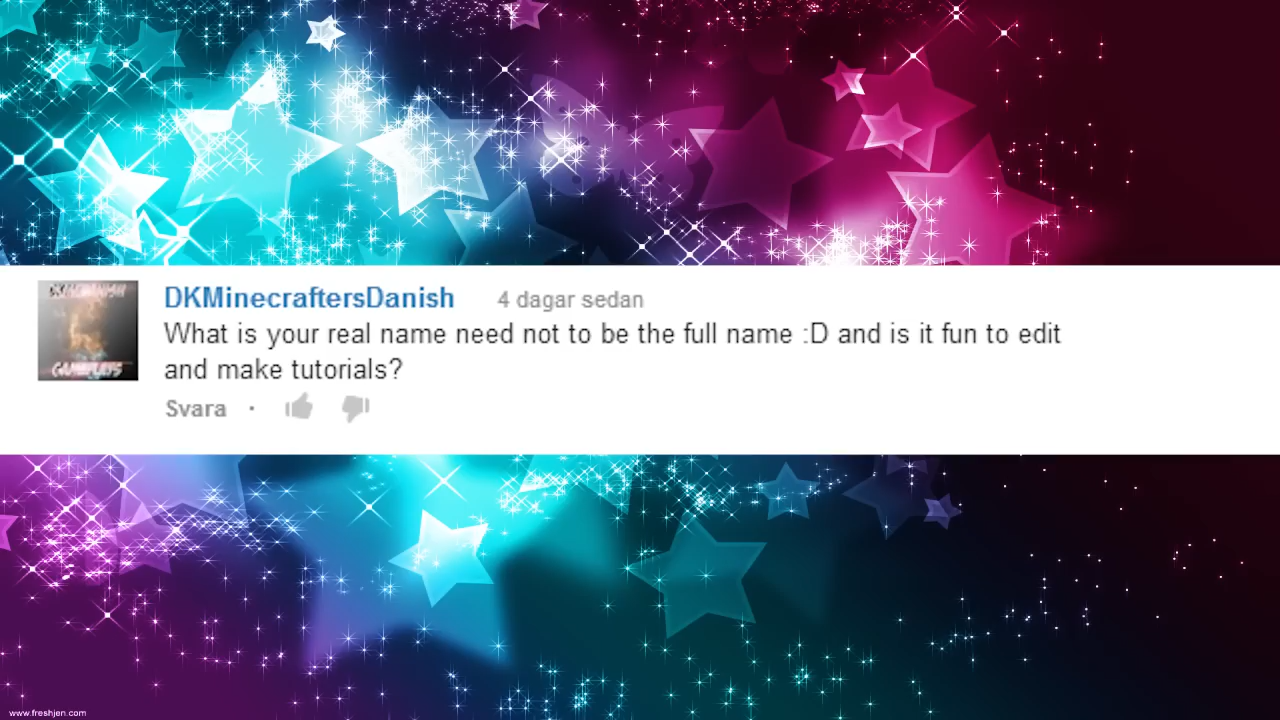 DKMinecraftersDanish 4 dagar sedan
What is your real name need not to be the full name :D and is it fun to edit
and make tutorials?
Svara ·
GAMEPLAYS
www.freshjen.com